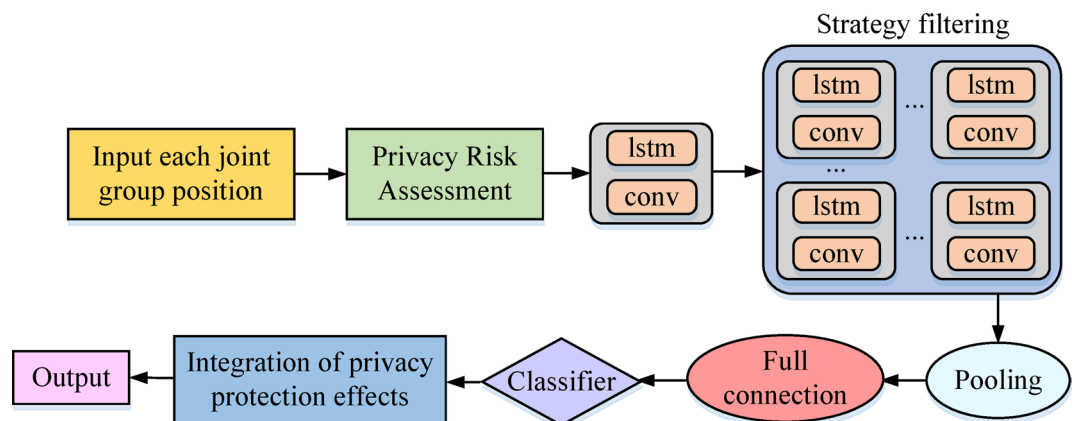 Strategy filtering
Input each joint
group position
Privacy Risk
Assessment
lstm
conv
lstm
conv
...
lstm
conv
...
lstm
conv
...
lstm
conv
Pooling
Full
connection
Classifier
Integration of privacy
protection effects
Output